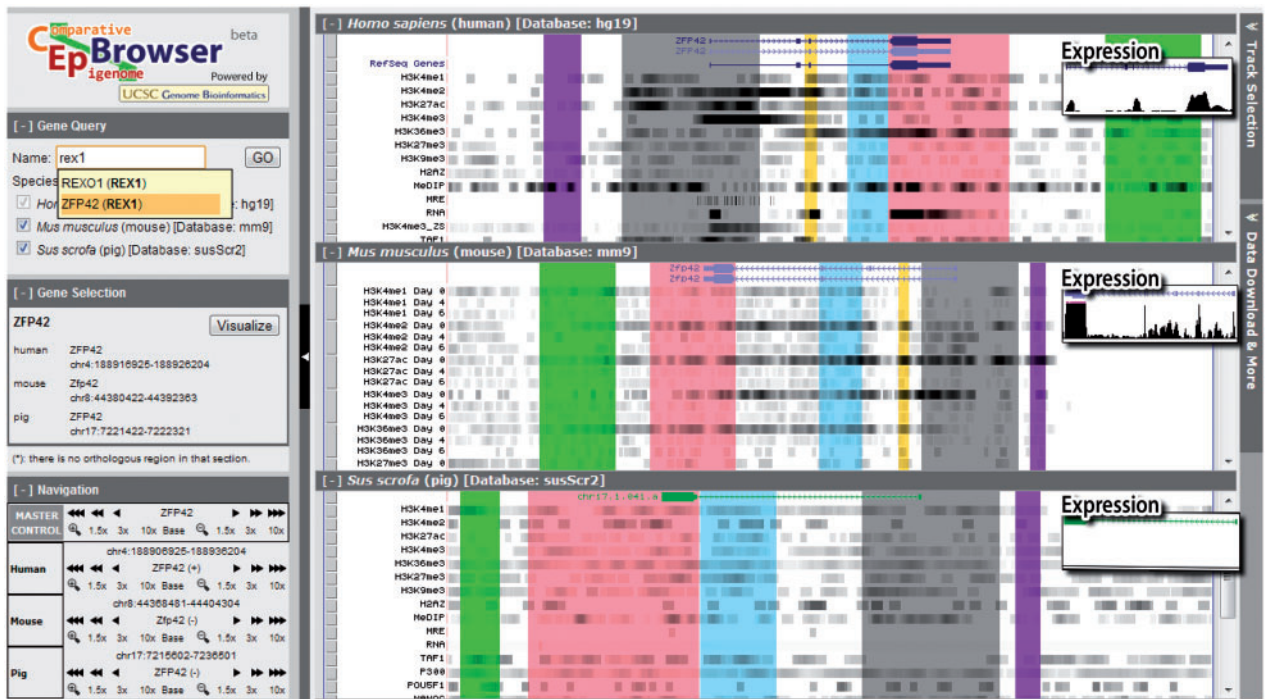 Comparative
EpBrowser
igenome
beta
Powered by
UCSC Genome Bioinformatics
[-] Gene Query
Name: rex1 GO
Species
REXO1 (REX1)
ZFP42 (REX1)
Hor e: hg19]
Mus musculus (mouse) [Database: mm9]
Sus scrofa (pig) [Database: susScr2]
[-] Gene Selection
ZFP42 Visualize
human ZFP42
chr4:188916925-188926204
mouse Zfp42
chr8:44380422-44392363
pig ZFP42
chr17:7221422-7222321
(*): there is no orthologous region in that section.
[-] Navigation
MASTER CONTROL ZFP42
1.5x 3x 10x Base 1.5x 3x 10x
chr4:188906925-188936204
Human ZFP42 (+)
1.5x 3x 10x Base 1.5x 3x 10x
chr8:44368481-44404304
Mouse Zfp42 (-)
1.5x 3x 10x Base 1.5x 3x 10x
chr17:7215602-7236501
Pig ZFP42 (-)
1.5x 3x 10x Base 1.5x 3x 10x
[-] Homo sapiens (human) [Database: hg19]
ZFP42
ZFP42
RefSeq Genes
H3K4me1
H3K4me2
H3K27ac
H3K4me3
H3K36me3
H3K27me3
H3K9me3
H2AZ
MeDIP
MRE
RNA
H3K4me3_ZS
TAF1
Expression
[-] Mus musculus (mouse) [Database: mm9]
Zfp42
Zfp42
H3K4me1 Day 0
H3K4me1 Day 4
H3K4me1 Day 6
H3K4me2 Day 0
H3K4me2 Day 4
H3K4me2 Day 6
H3K27ac Day 0
H3K27ac Day 4
H3K27ac Day 6
H3K4me3 Day 0
H3K4me3 Day 4
H3K4me3 Day 6
H3K36me3 Day 0
H3K36me3 Day 4
H3K36me3 Day 6
H3K27me3 Day 0
Expression
[-] Sus scrofa (pig) [Database: susScr2]
chr17.1.041.a
H3K4me1
H3K4me2
H3K27ac
H3K4me3
H3K36me3
H3K27me3
H3K9me3
H2AZ
MeDIP
MRE
RNA
TAF1
P300
POU5F1
NANOG
Expression
Track Selection
Data Download & More